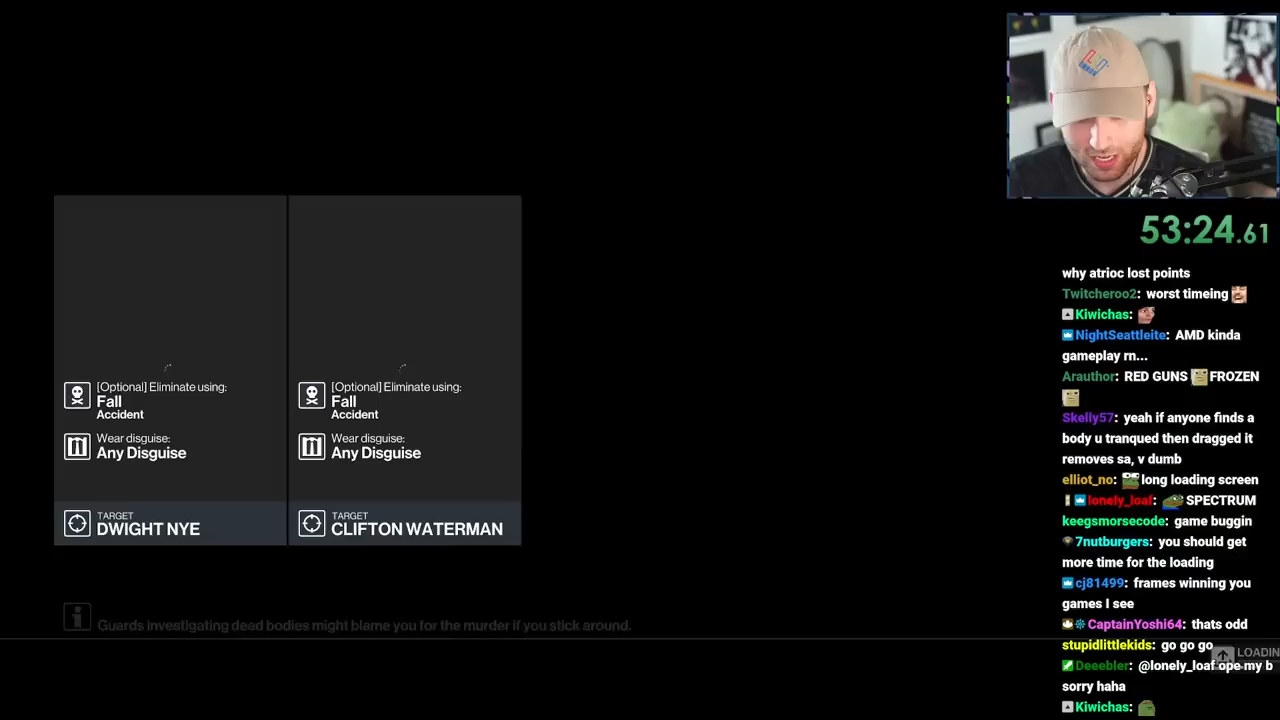 53:24.61
why atrioc lost points
Twitcheroo2: worst timeing
Kiwichas:
NightSeattleite: AMD kinda
gameplay rn...
Arauthor: RED GUNS FROZEN
Skelly57: yeah if anyone finds a
body u tranqued then dragged it
removes sa, v dumb
elliot_no: long loading screen
lonely_loaf: SPECTRUM
keegsmorsecode: game buggin
7nutburgers: you should get
more time for the loading
cj81499: frames winning you
games I see
CaptainYoshi64: thats odd
stupidlittlekids: go go go
Deeebler: @lonely_loaf ope my b
sorry haha
Kiwichas:
[Optional] Eliminate using:
Fall
Accident
Wear disguise:
Any Disguise
TARGET
DWIGHT NYE
[Optional] Eliminate using:
Fall
Accident
Wear disguise:
Any Disguise
TARGET
CLIFTON WATERMAN
Guards investigating dead bodies might blame you for the murder if you stick around.
LOADIN